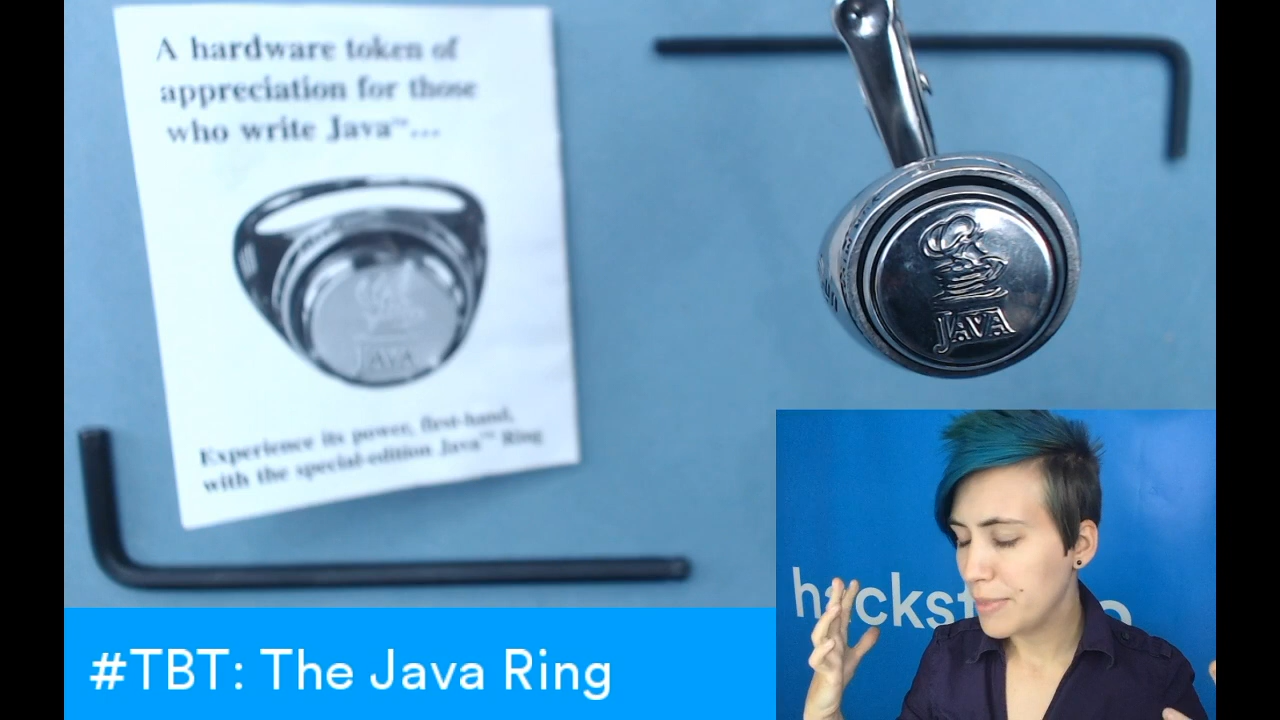 A hardware token of
appreciation for those
who write Java™...
JAVA
Experience its power, first-hand,
with the special-edition Java™ Ring
JAVA
#TBT: The Java Ring